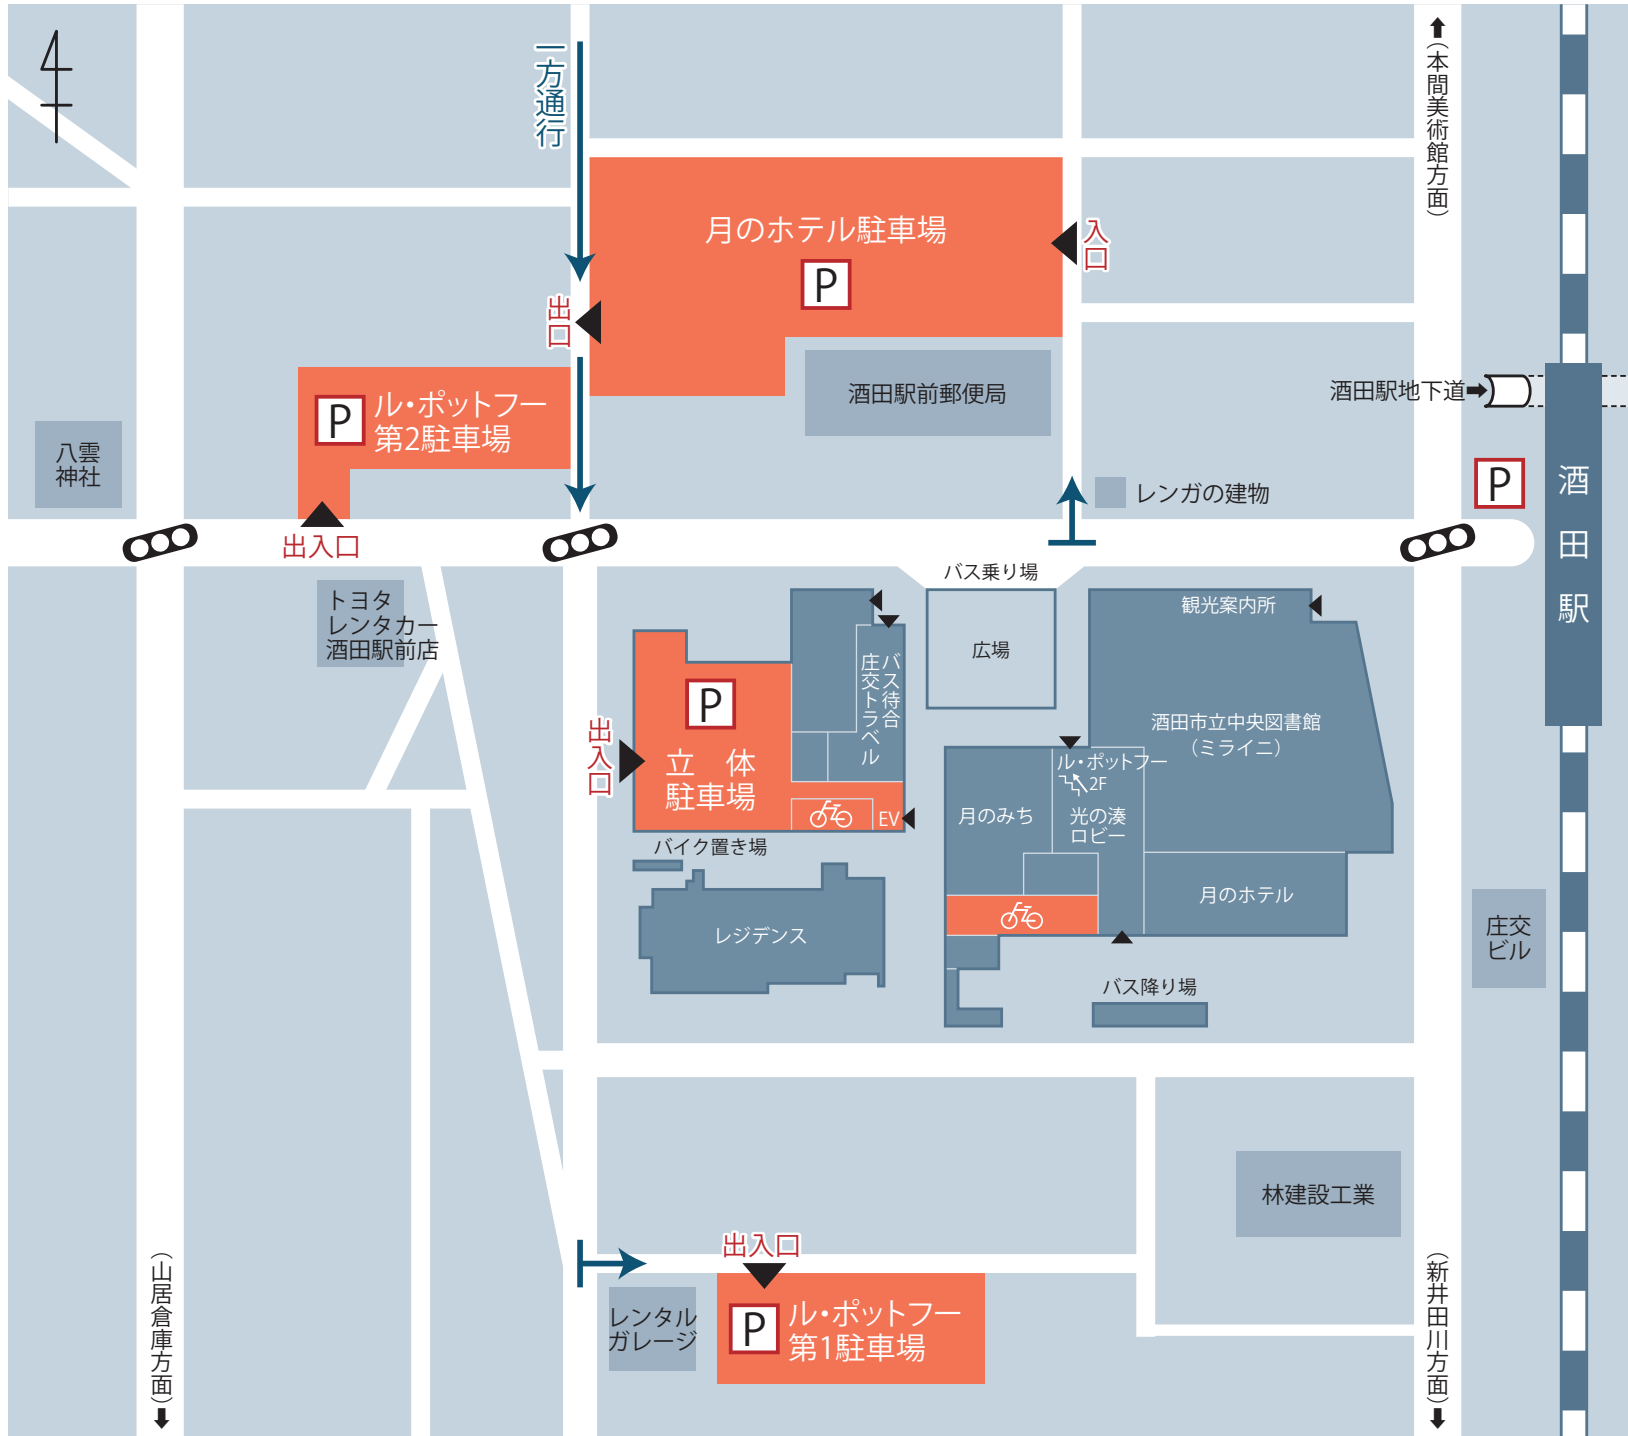 一方通行
(本間美術館方面)
月のホテル駐車場
P
入口
出口
酒田駅前郵便局
酒田駅地下道
P
ル・ポットフー
第2駐車場
八雲
神社
出入口
レンガの建物
P
酒田駅
トヨタ
レンタカー
酒田駅前店
バス乗り場
広場
観光案内所
バス待合
庄交トラベル
P
立 体
駐車場
出入口
EV
バイク置き場
レジデンス
酒田市立中央図書館
(ミライニ)
ル・ポットフー
2F
光の湊
ロビー
月のみち
月のホテル
バス降り場
庄交
ビル
林建設工業
出入口
P
ル・ポットフー
第1駐車場
レンタル
ガレージ
(山居倉庫方面)
(新井田川方面)